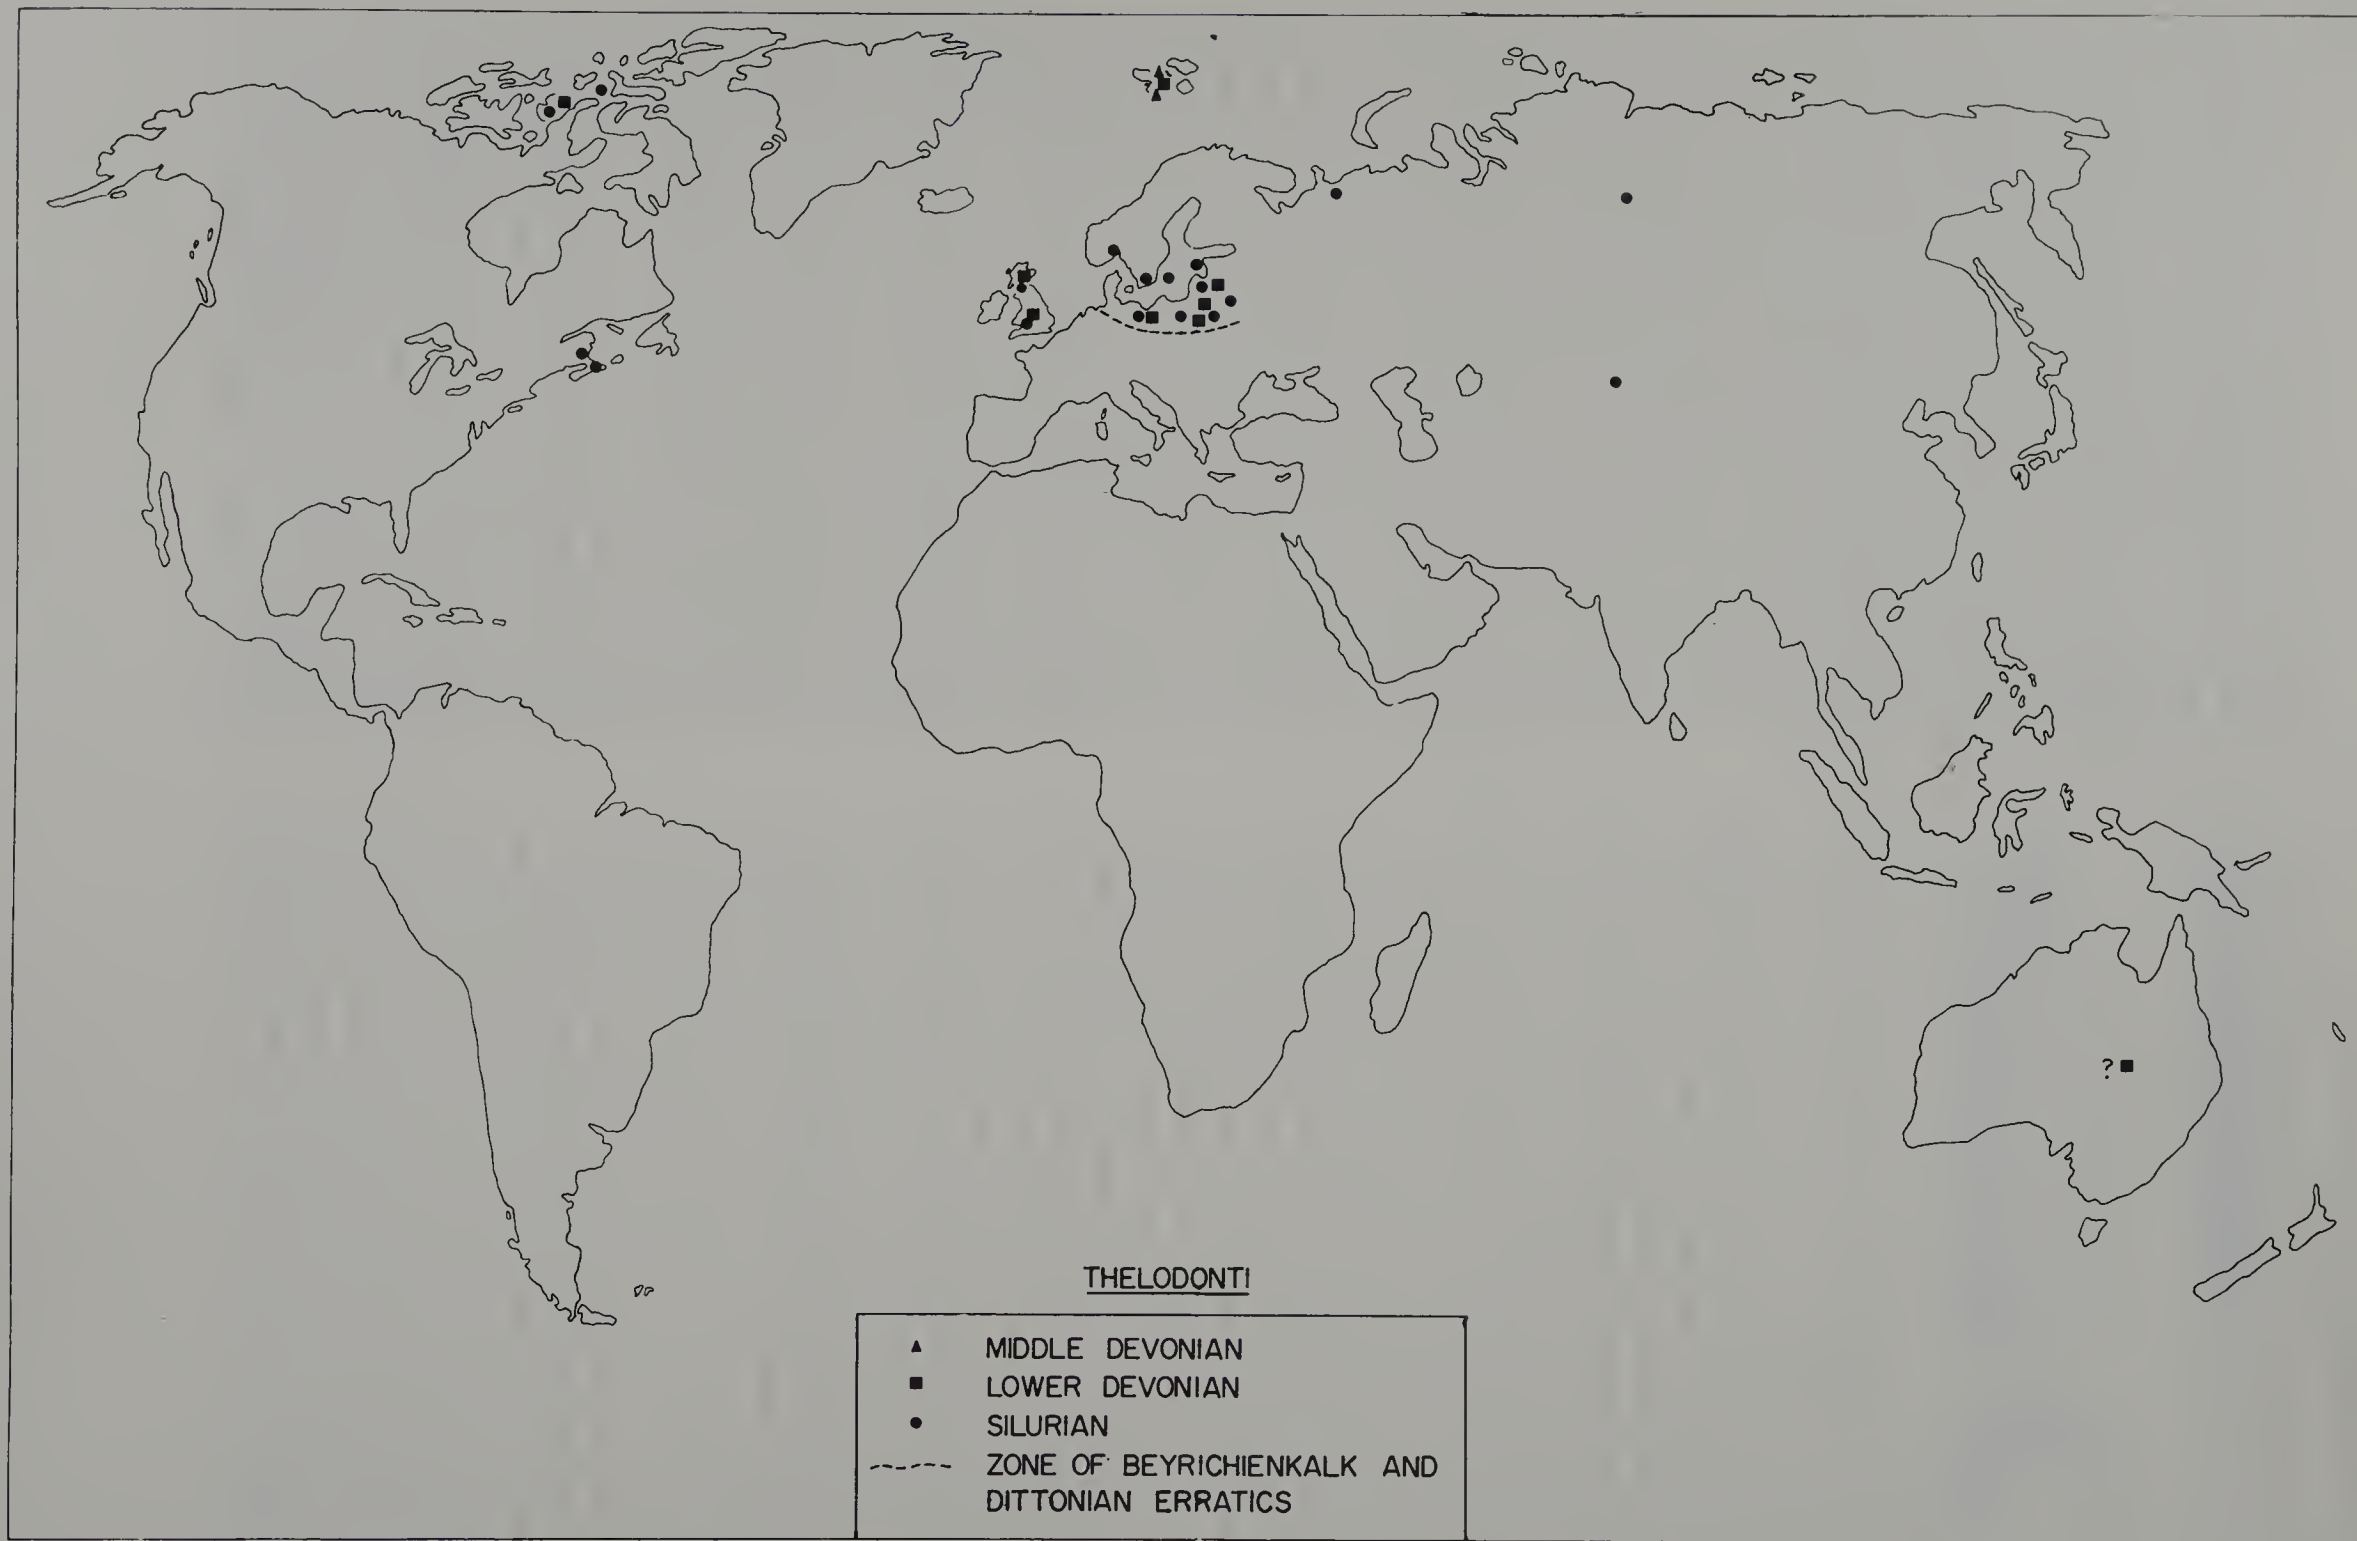 ?
THELODONTI
MIDDLE DEVONIAN
LOWER DEVONIAN
SILURIAN
ZONE OF BEYRICHIENKALK AND
DITTONIAN ERRATICS